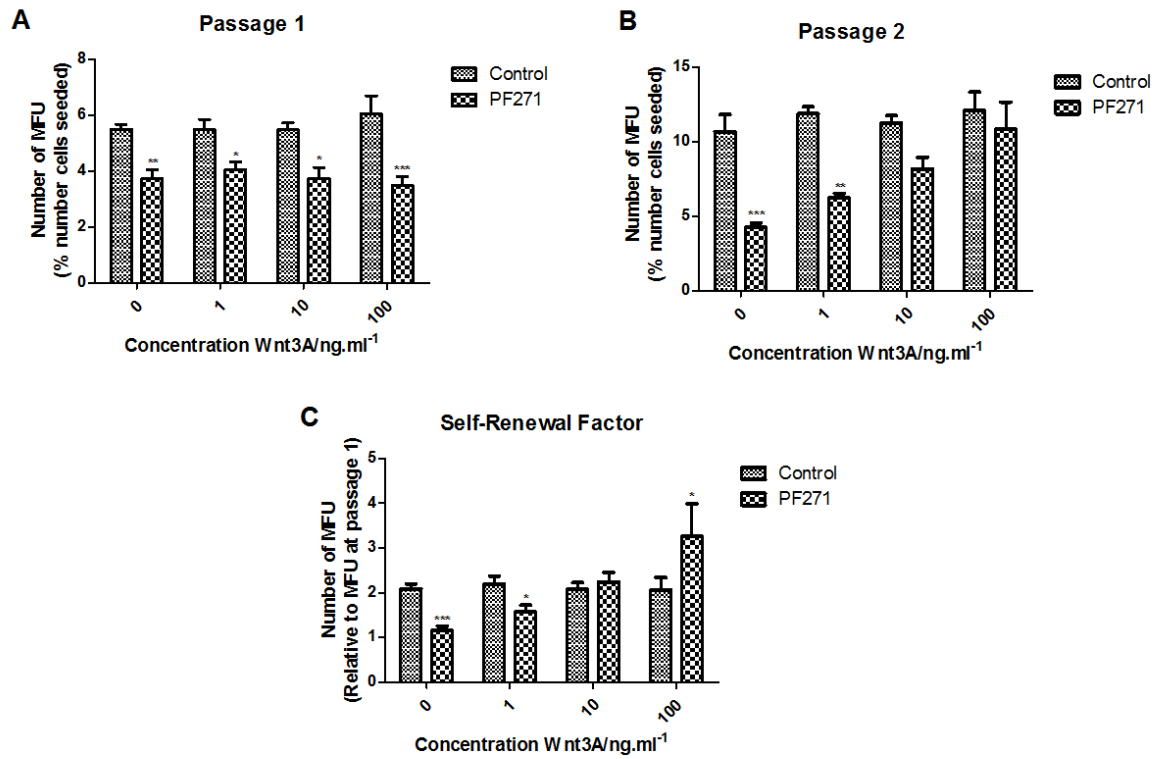 A
Passage 1
Number of MFU
(% number cells seeded)
8
6
4
2
0
** * * ***
0 1 10 100
Concentration Wnt3A/ng.ml⁻¹
Control
PF271
B
Passage 2
Number of MFU
(% number cells seeded)
15
10
5
0
*** **
0 1 10 100
Concentration Wnt3A/ng.ml⁻¹
Control
PF271
C
Self-Renewal Factor
Number of MFU
(Relative to MFU at passage 1)
5
4
3
2
1
0
*** * *
0 1 10 100
Concentration Wnt3A/ng.ml⁻¹
Control
PF271